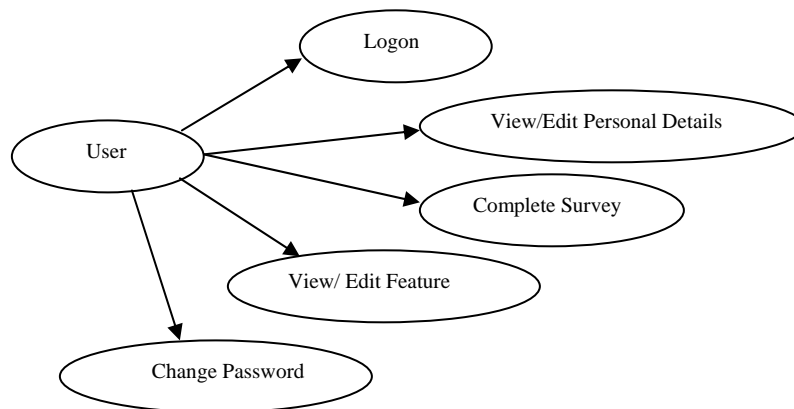 Logon
View/Edit Personal Details
User
Complete Survey
View/ Edit Feature
Change Password